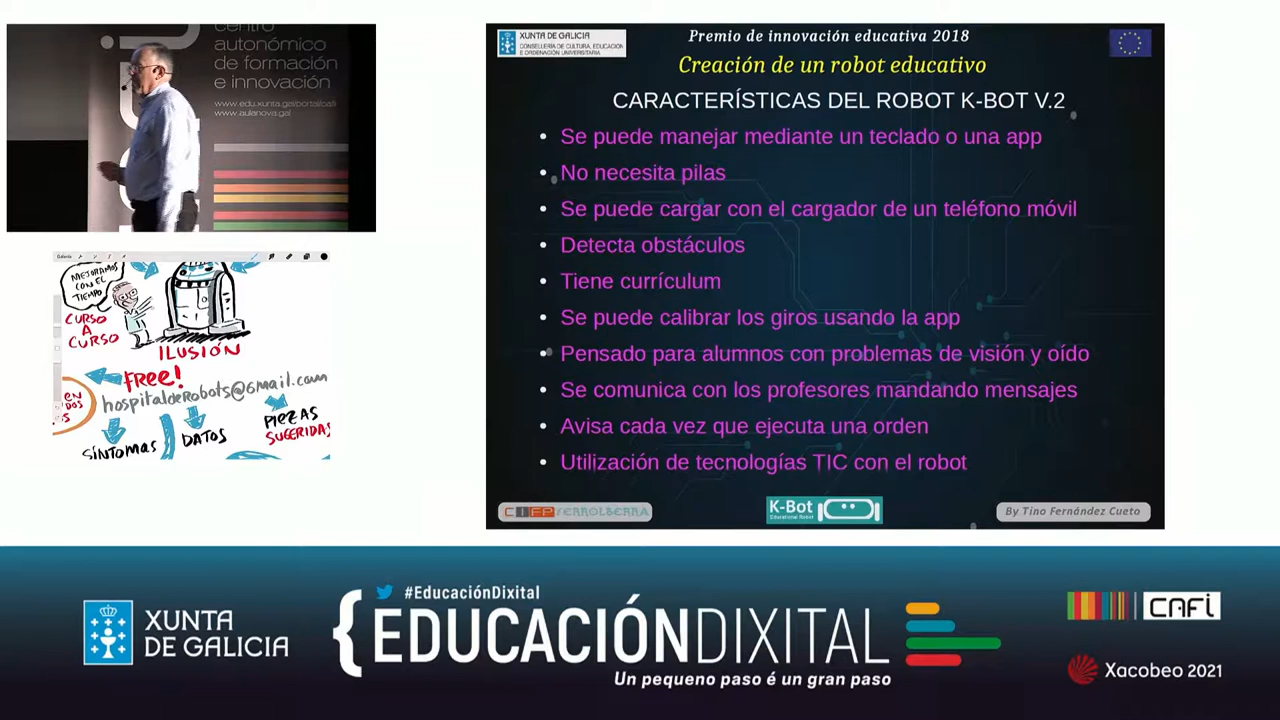 centro
autonómico
de formación
e innovación
www.edu.xunta.gal/portal/cafi
www.aulanova.gal
MEJORAMOS
CON EL
TIEMPO
CURSO
A
CURSO
ILUSIÓN
FREE!
hospitalderobots@gmail.com
SÍNTOMAS
DATOS
PIEZAS
SUGERIDAS
XUNTA DE GALICIA
CONSELLERÍA DE CULTURA, EDUCACIÓN
E ORDENACIÓN UNIVERSITARIA
Premio de innovación educativa 2018
Creación de un robot educativo
CARACTERÍSTICAS DEL ROBOT K-BOT V.2
• Se puede manejar mediante un teclado o una app
• No necesita pilas
• Se puede cargar con el cargador de un teléfono móvil
• Detecta obstáculos
• Tiene currículum
• Se puede calibrar los giros usando la app
• Pensado para alumnos con problemas de visión y oído
• Se comunica con los profesores mandando mensajes
• Avisa cada vez que ejecuta una orden
• Utilización de tecnologías TIC con el robot
CIFP FERROLTERRA
K-Bot
Educational Robot
By Tino Fernández Cueto
XUNTA
DE GALICIA
#EducaciónDixital
{EDUCACIÓNDIXITAL
Un pequeno paso é un gran paso
CAFi
Xacobeo 2021